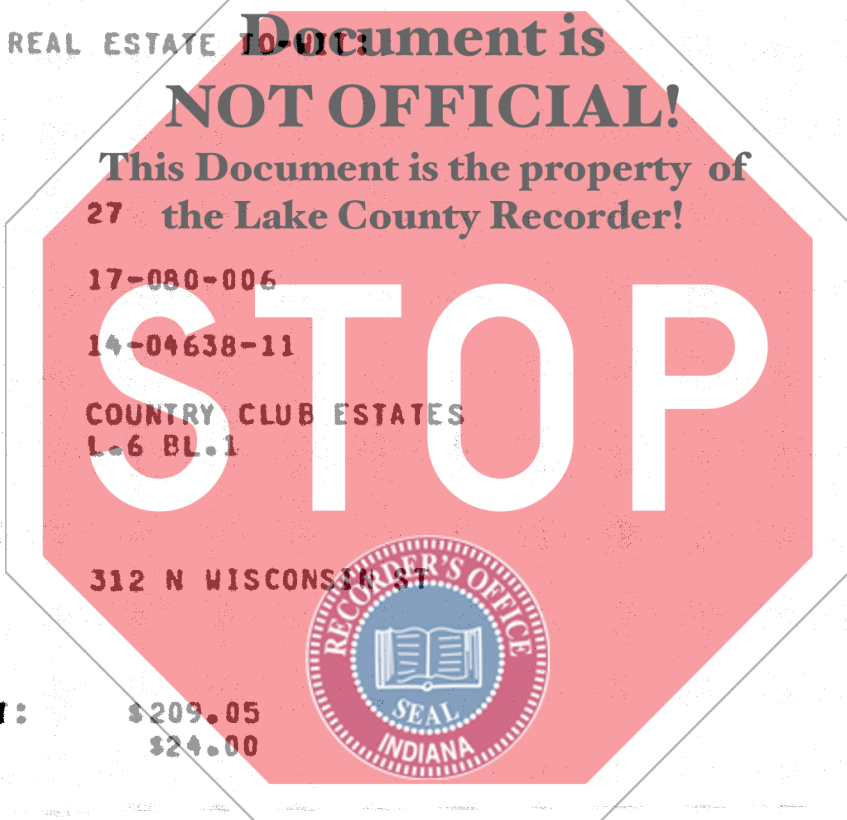 Document is
REAL ESTATE TO-WIT:
NOT OFFICIAL!
This Document is the property of
the Lake County Recorder!
27
17-080-006
STOP
14-04638-11
COUNTRY CLUB ESTATES
L.6 BL.1
312 N WISCONSIN ST
RECORDER'S OFFICE
SEAL
INDIANA
$209.05
$24.00